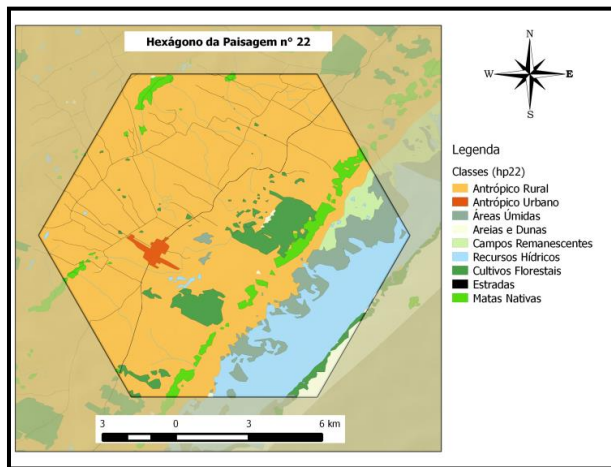 Hexágono da Paisagem n° 22
N
W
E
S
Legenda
Classes (hp22)
Antrópico Rural
Antrópico Urbano
Áreas Úmidas
Areias e Dunas
Campos Remanescentes
Recursos Hídricos
Cultivos Florestais
Estradas
Matas Nativas
3 0 3 6 km